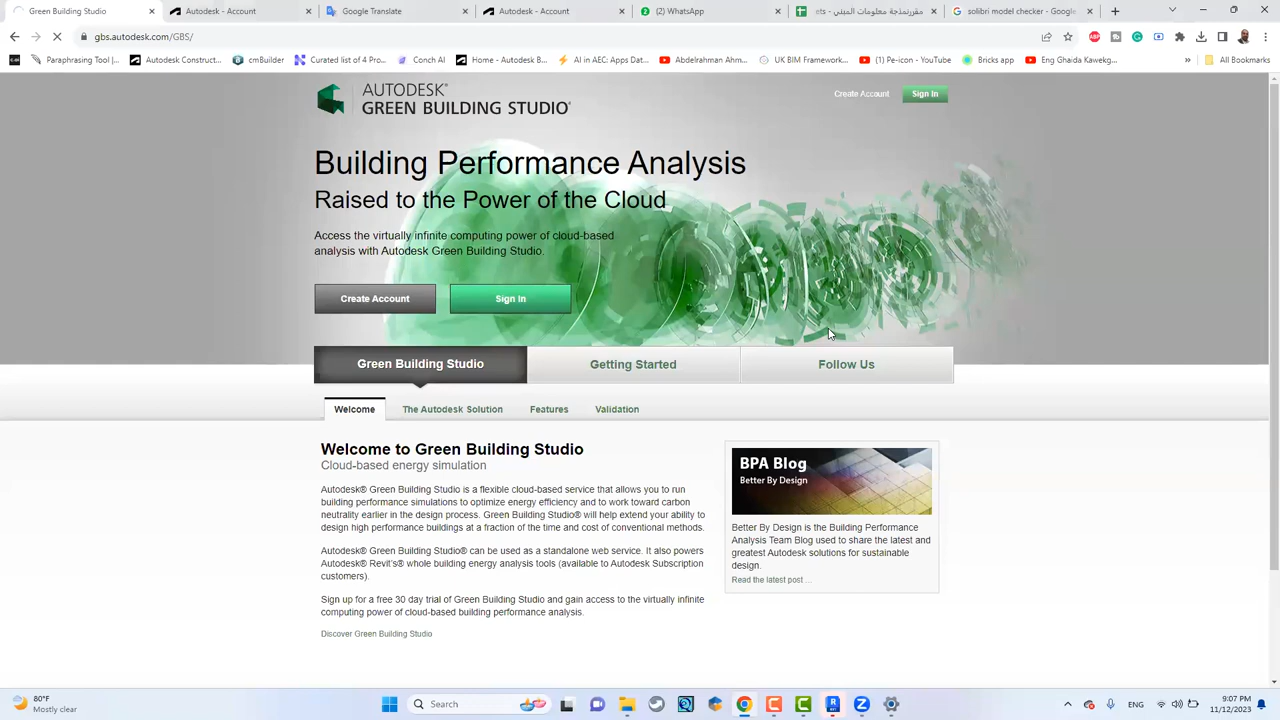 Green Building Studio
Autodesk - Account
Autodesk - Account
Google Translate
Autodesk - Account
(2) WhatsApp
مقررنمذجة معلومات المبني - ets
solibri model checker - Google
gbs.autodesk.com/GBS/
Paraphrasing Tool |...
Autodesk Construct...
cmBuilder
Curated list of 4 Pro...
Conch AI
Home - Autodesk B...
AI in AEC: Apps Dat...
Abdelrahman Ahm...
UK BIM Framework...
(1) Pe-icon - YouTube
Bricks app
Eng Ghaida Kawekg...
»
All Bookmarks
AUTODESK®
GREEN BUILDING STUDIO®
Create Account
Sign In
Building Performance Analysis
Raised to the Power of the Cloud
Access the virtually infinite computing power of cloud-based
analysis with Autodesk Green Building Studio.
Create Account
Sign In
Green Building Studio
Getting Started
Follow Us
Welcome
The Autodesk Solution
Features
Validation
Welcome to Green Building Studio
Cloud-based energy simulation
Autodesk® Green Building Studio is a flexible cloud-based service that allows you to run
building performance simulations to optimize energy efficiency and to work toward carbon
neutrality earlier in the design process. Green Building Studio® will help extend your ability to
design high performance buildings at a fraction of the time and cost of conventional methods.
Autodesk® Green Building Studio® can be used as a standalone web service. It also powers
Autodesk® Revit's® whole building energy analysis tools (available to Autodesk Subscription
customers).
Sign up for a free 30 day trial of Green Building Studio and gain access to the virtually infinite
computing power of cloud-based building performance analysis.
Discover Green Building Studio
BPA Blog
Better By Design
Better By Design is the Building Performance
Analysis Team Blog used to share the latest and
greatest Autodesk solutions for sustainable
design.
Read the latest post ...
80°F
Mostly clear
Search
ENG
9:07 PM
11/12/2023